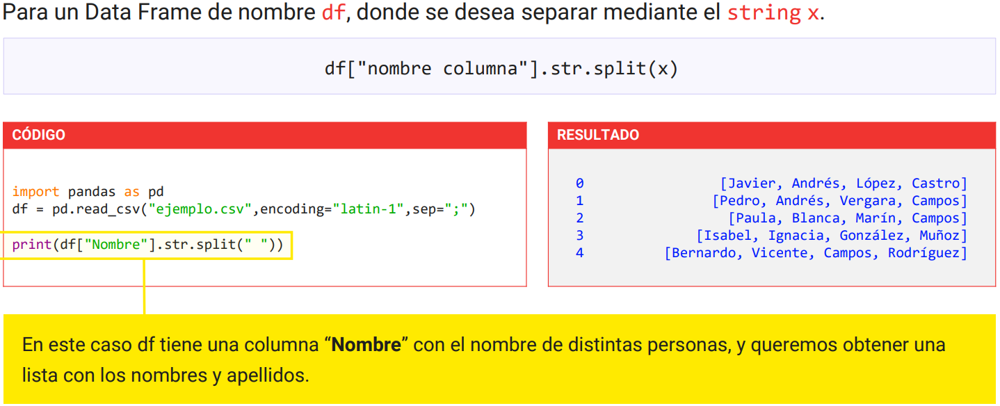 Para un Data Frame de nombre df, donde se desea separar mediante el string x.
df["nombre columna"].str.split(x)
CÓDIGO
import pandas as pd
df = pd.read_csv("ejemplo.csv",encoding="latin-1",sep=";")
print(df["Nombre"].str.split(" "))
RESULTADO
0 [Javier, Andrés, López, Castro]
1 [Pedro, Andrés, Vergara, Campos]
2 [Paula, Blanca, Marín, Campos]
3 [Isabel, Ignacia, González, Muñoz]
4 [Bernardo, Vicente, Campos, Rodríguez]
En este caso df tiene una columna “Nombre” con el nombre de distintas personas, y queremos obtener una
lista con los nombres y apellidos.